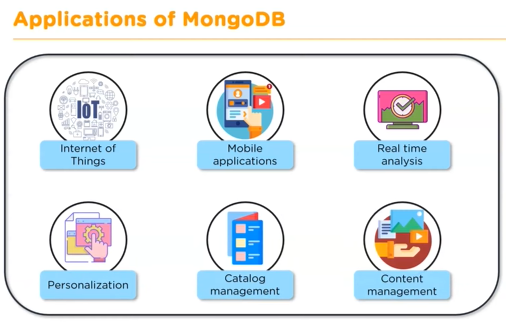 Applications of MongoDB
IoT
Internet of
Things
Mobile
applications
Real time
analysis
Personalization
Catalog
management
Content
management